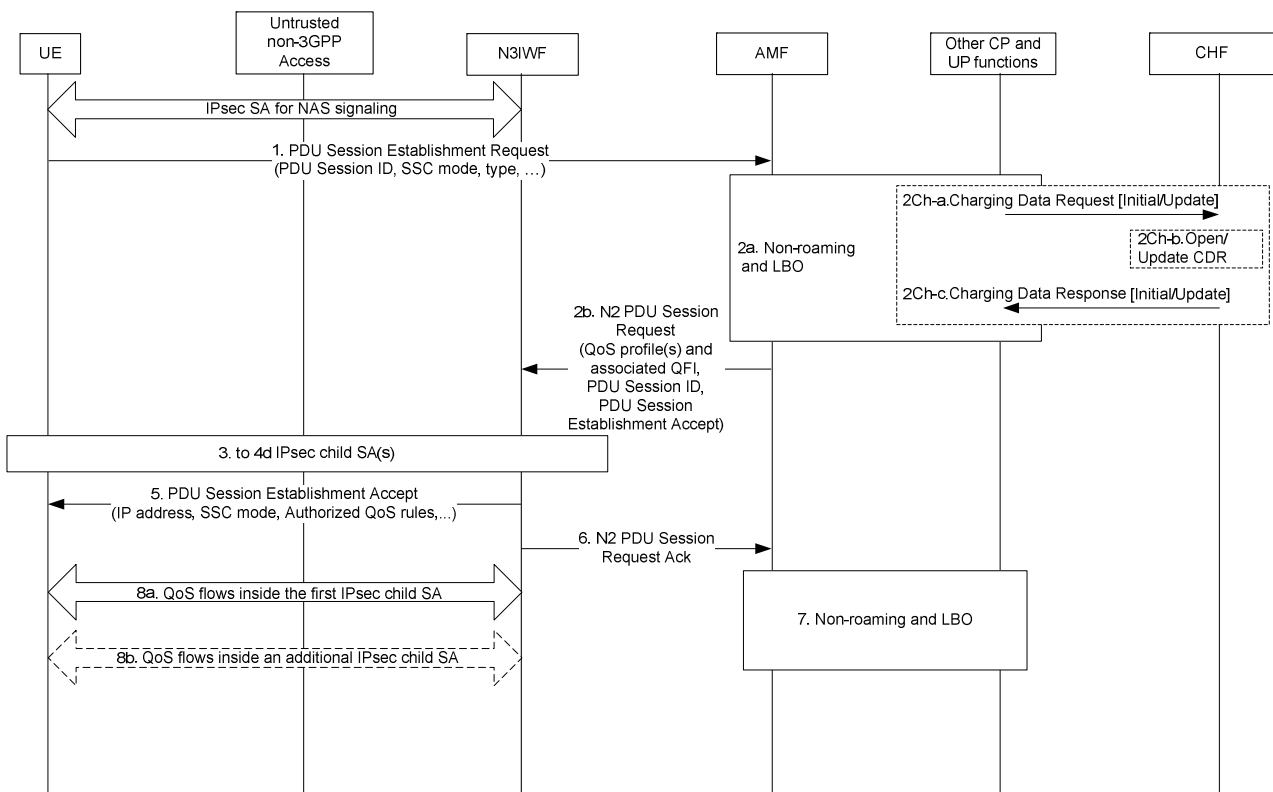 UE
Untrusted
non-3GPP
Access
N3IWF
AMF
Other CP and
UP functions
CHF
IPsec SA for NAS signaling
1. PDU Session Establishment Request
(PDU Session ID, SSC mode, type, …)
2a. Non-roaming
and LBO
2Ch-a.Charging Data Request [Initial/Update]
2Ch-b.Open/
Update CDR
2Ch-c.Charging Data Response [Initial/Update]
2b. N2 PDU Session
Request
(QoS profile(s) and
associated QFI,
PDU Session ID,
PDU Session
Establishment Accept)
3. to 4d IPsec child SA(s)
5. PDU Session Establishment Accept
(IP address, SSC mode, Authorized QoS rules,...)
6. N2 PDU Session
Request Ack
8a. QoS flows inside the first IPsec child SA
7. Non-roaming and LBO
8b. QoS flows inside an additional IPsec child SA